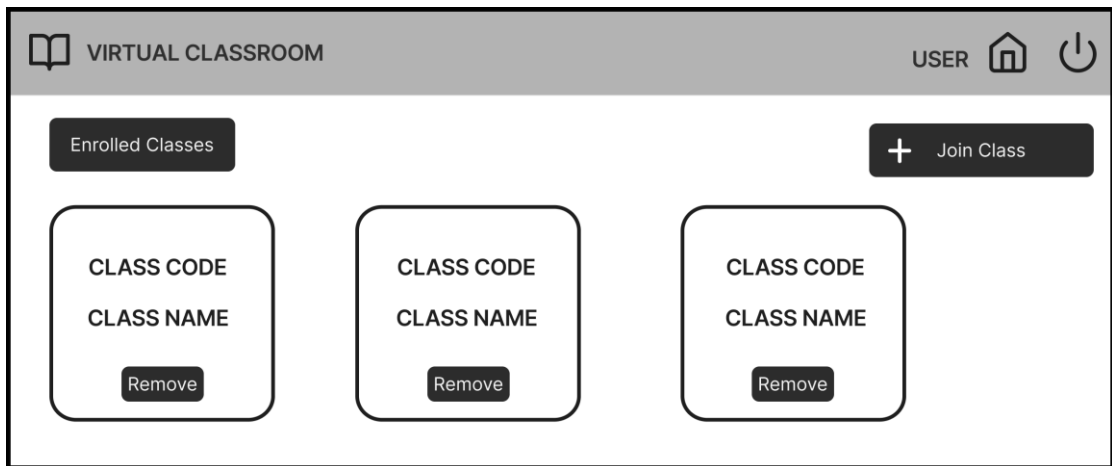 VIRTUAL CLASSROOM
USER
Enrolled Classes
Join Class
CLASS CODE
CLASS NAME
Remove
CLASS CODE
CLASS NAME
Remove
CLASS CODE
CLASS NAME
Remove